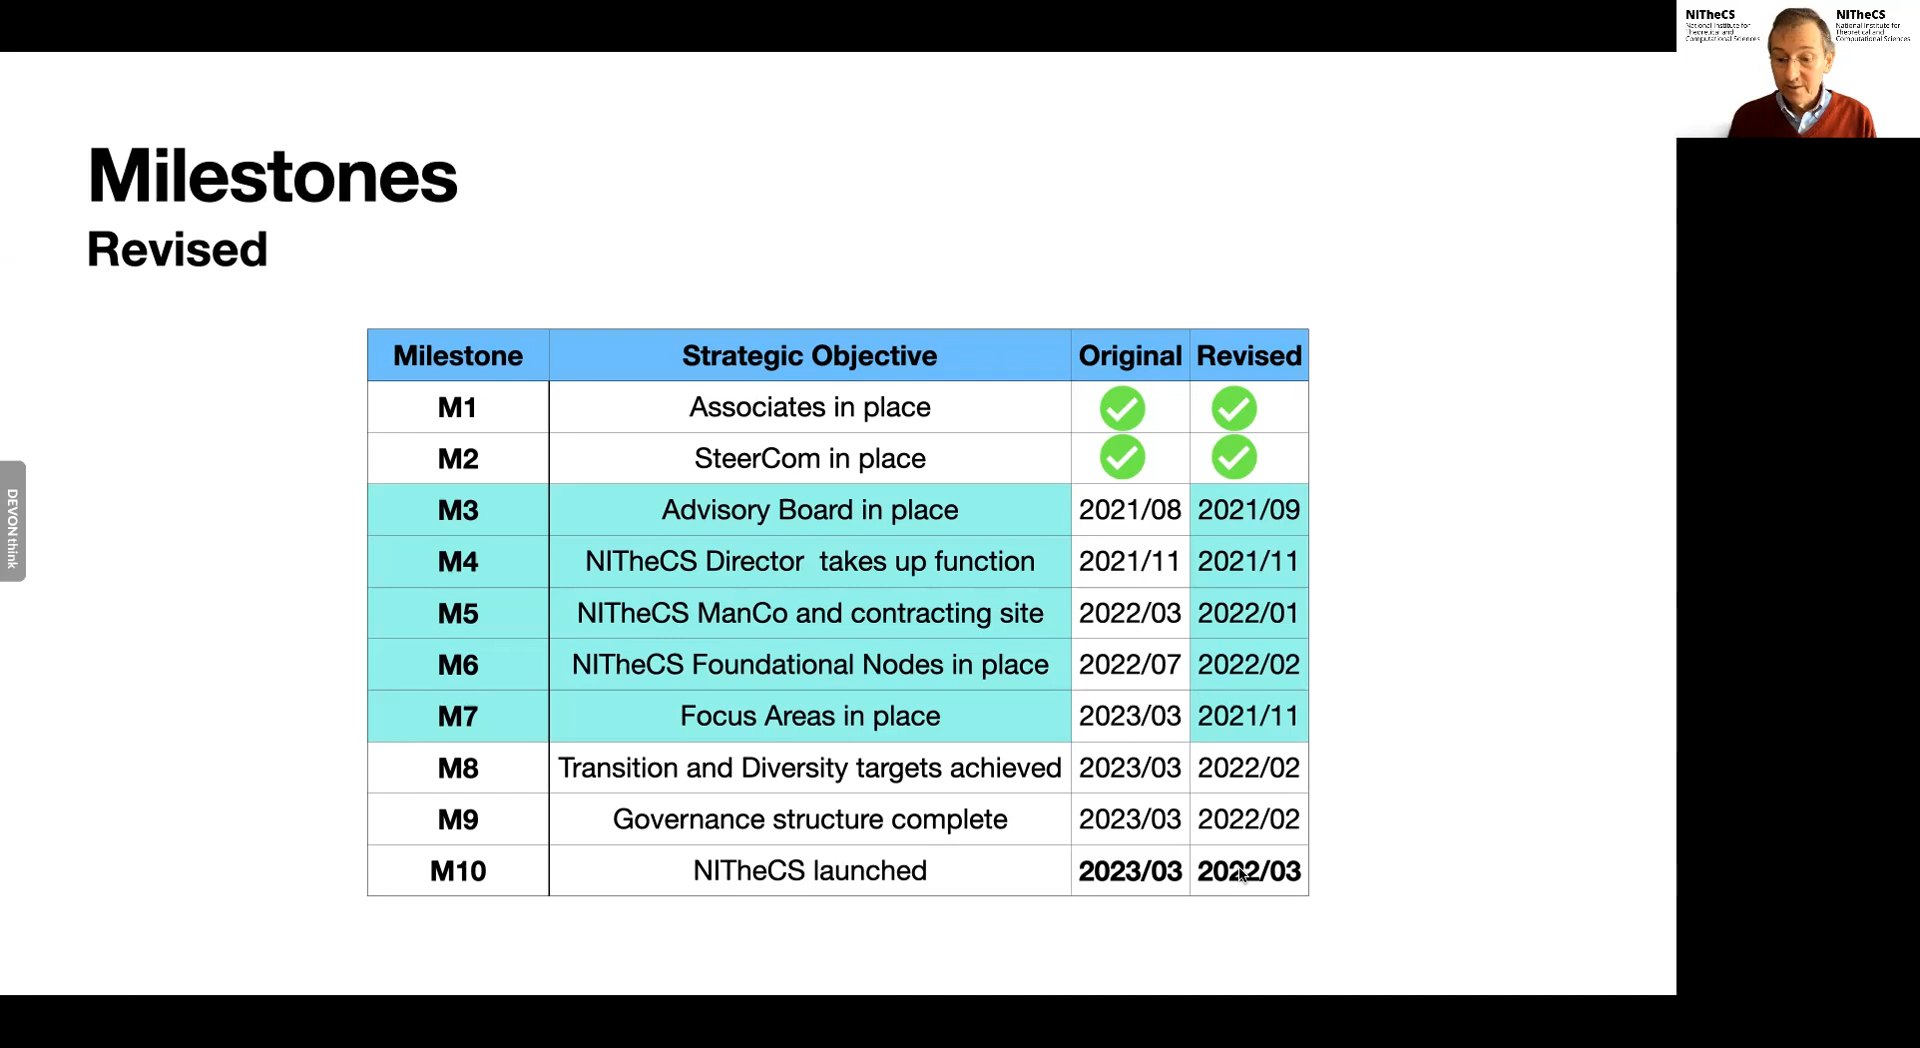 NITheCS
National Institute for
Theoretical and
Computational Sciences
NITheCS
National Institute for
Theoretical and
Computational Sciences
Milestones
Revised
Milestone Strategic Objective Original Revised
M1 Associates in place
M2 SteerCom in place
M3 Advisory Board in place 2021/08 2021/09
M4 NITheCS Director takes up function 2021/11 2021/11
M5 NITheCS ManCo and contracting site 2022/03 2022/01
M6 NITheCS Foundational Nodes in place 2022/07 2022/02
M7 Focus Areas in place 2023/03 2021/11
M8 Transition and Diversity targets achieved 2023/03 2022/02
M9 Governance structure complete 2023/03 2022/02
M10 NITheCS launched 2023/03 2022/03
DEVONthink